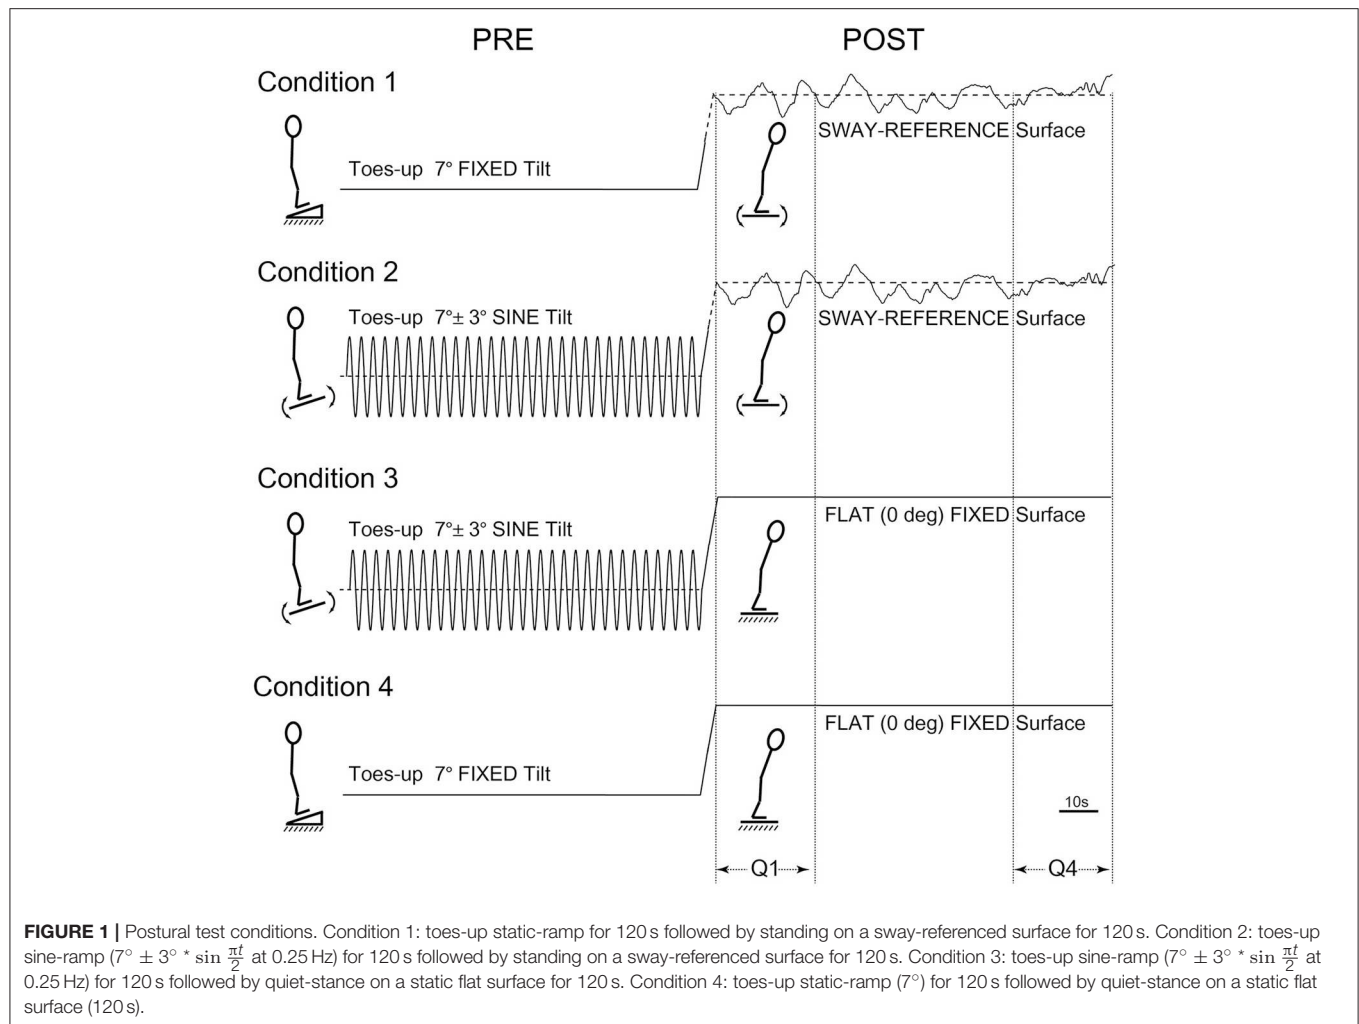 PRE
POST
Condition 1
Toes-up 7° FIXED Tilt
SWAY-REFERENCE Surface
Condition 2
Toes-up 7°± 3° SINE Tilt
SWAY-REFERENCE Surface
Condition 3
Toes-up 7°± 3° SINE Tilt
FLAT (0 deg) FIXED Surface
Condition 4
Toes-up 7° FIXED Tilt
FLAT (0 deg) FIXED Surface
10s
Q1
Q4
FIGURE 1 | Postural test conditions. Condition 1: toes-up static-ramp for 120 s followed by standing on a sway-referenced surface for 120 s. Condition 2: toes-up
sine-ramp (7° ± 3° * sin πt/2 at 0.25 Hz) for 120 s followed by standing on a sway-referenced surface for 120 s. Condition 3: toes-up sine-ramp (7° ± 3° * sin πt/2 at
0.25 Hz) for 120 s followed by quiet-stance on a static flat surface for 120 s. Condition 4: toes-up static-ramp (7°) for 120 s followed by quiet-stance on a static flat
surface (120 s).